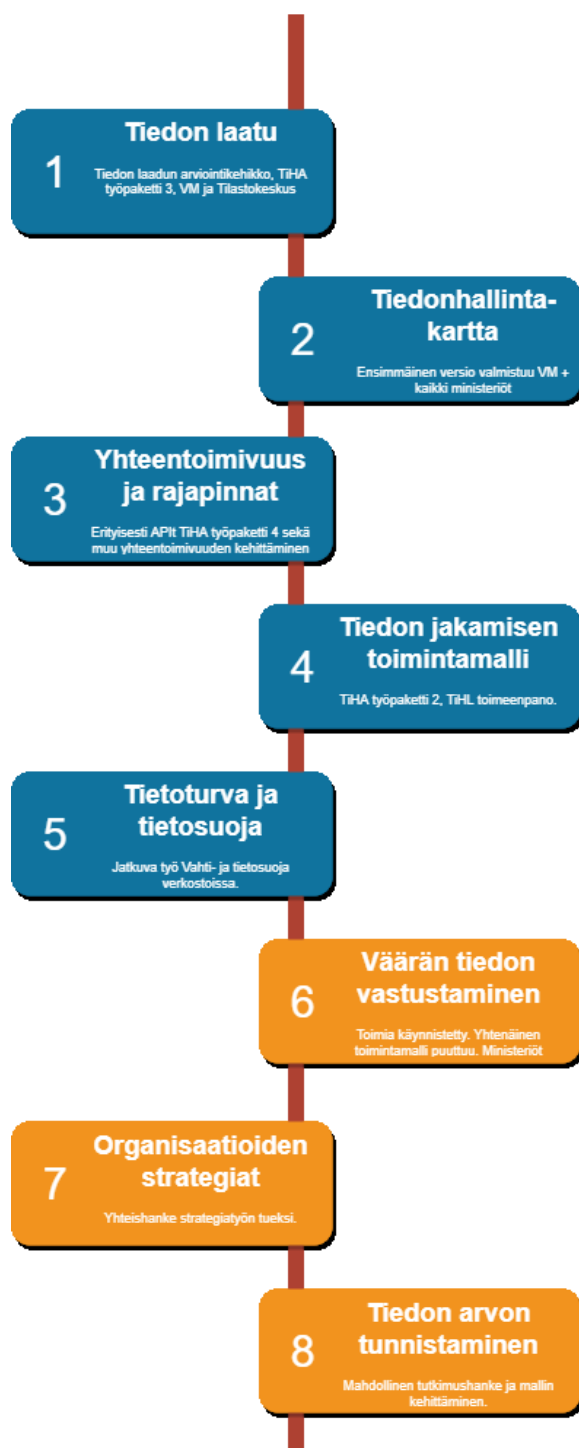 1
Tiedon laatu
Tiedon laadun arviointikehikko, TiHA
työpaketti 3, VM ja Tilastokeskus
2
Tiedonhallinta-
kartta
Ensimmäinen versio valmistuu VM +
kaikki ministeriöt
3
Yhteentoimivuus
ja rajapinnat
Erityisesti APIt TiHA työpaketti 4 sekä
muu yhteentoimivuuden kehittäminen
4
Tiedon jakamisen
toimintamalli
TiHA työpaketti 2, TiHL toimeenpano.
5
Tietoturva ja
tietosuoja
Jatkuva työ Vahti- ja tietosuoja
verkostoissa.
6
Väärän tiedon
vastustaminen
Toimia käynnistetty. Yhtenäinen
toimintamalli puuttuu. Ministeriöt
7
Organisaatioiden
strategiat
Yhteishanke strategiatyön tueksi.
8
Tiedon arvon
tunnistaminen
Mahdollinen tutkimushanke ja mallin
kehittäminen.